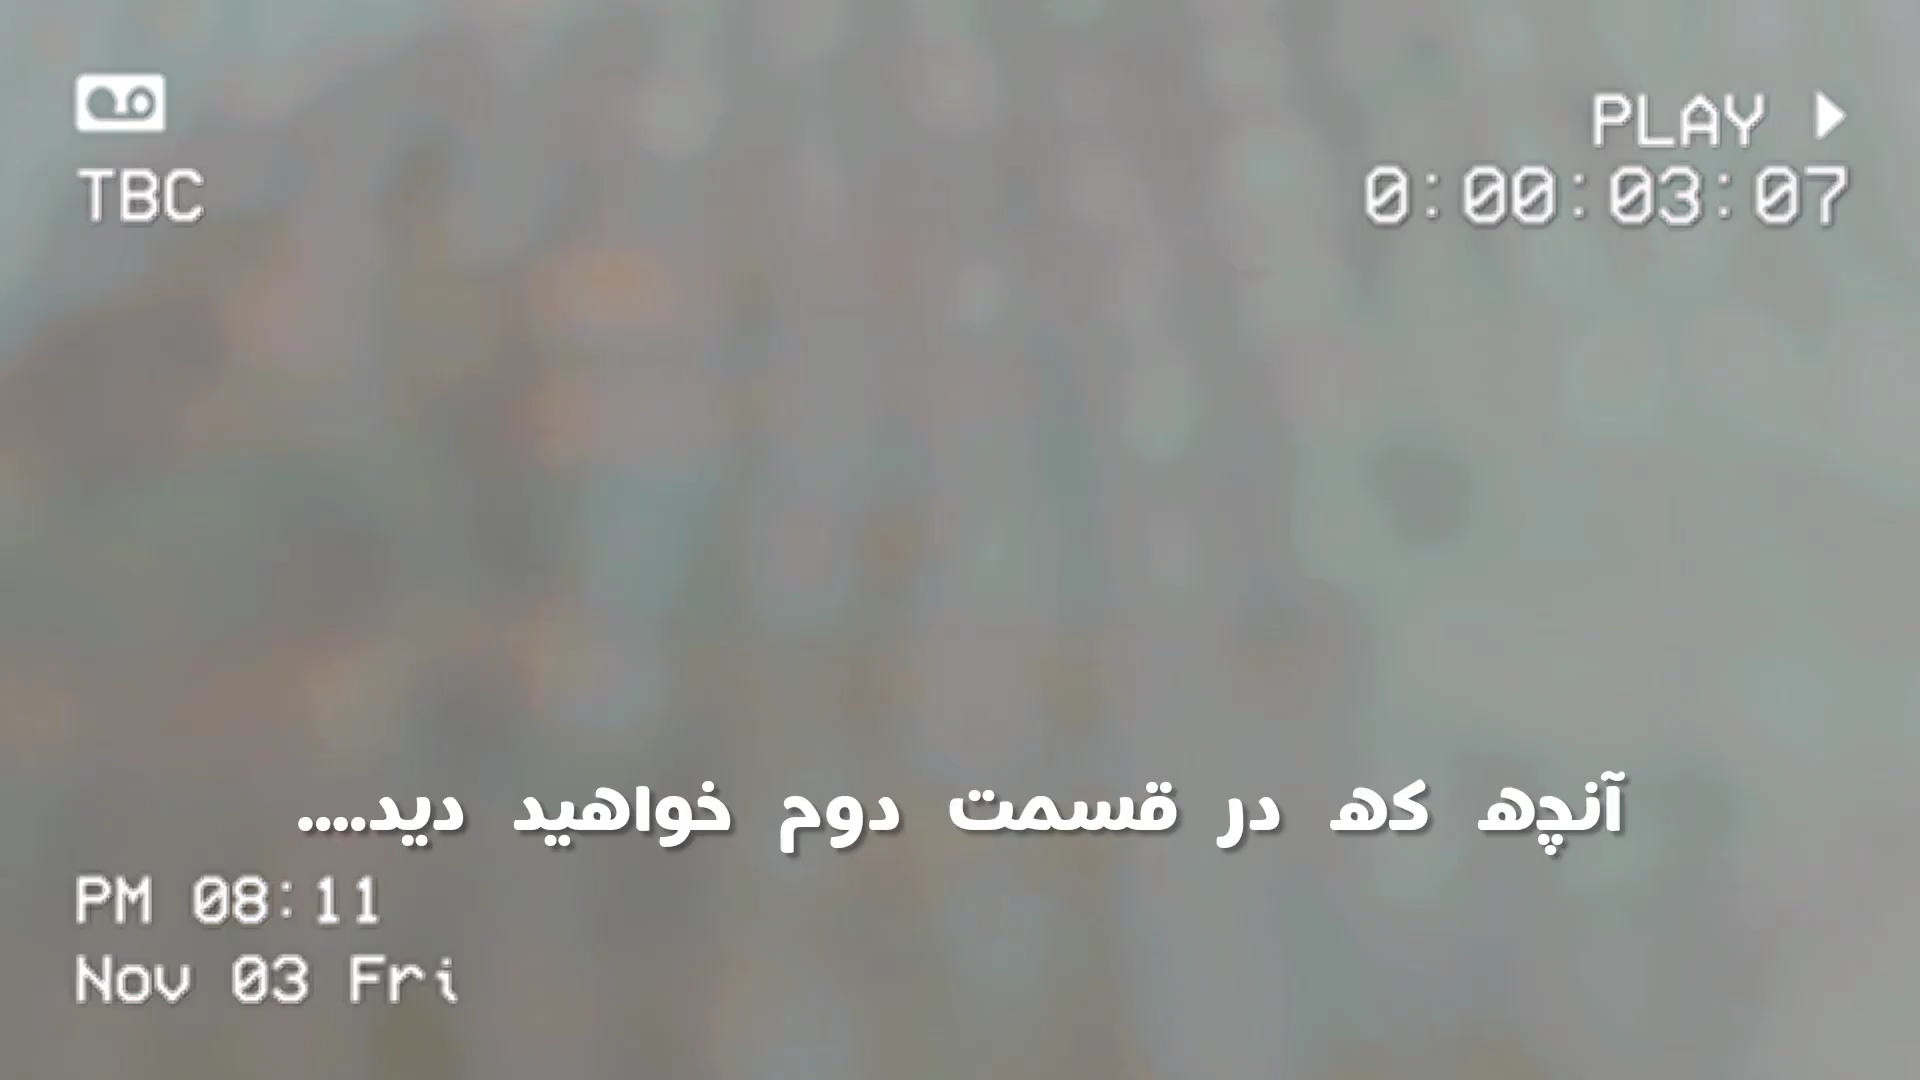 PLAY
TBC
0:00:03:07
آنچه که در قسمت دوم خواهید دید....
PM 08:11
Nov 03 Fri